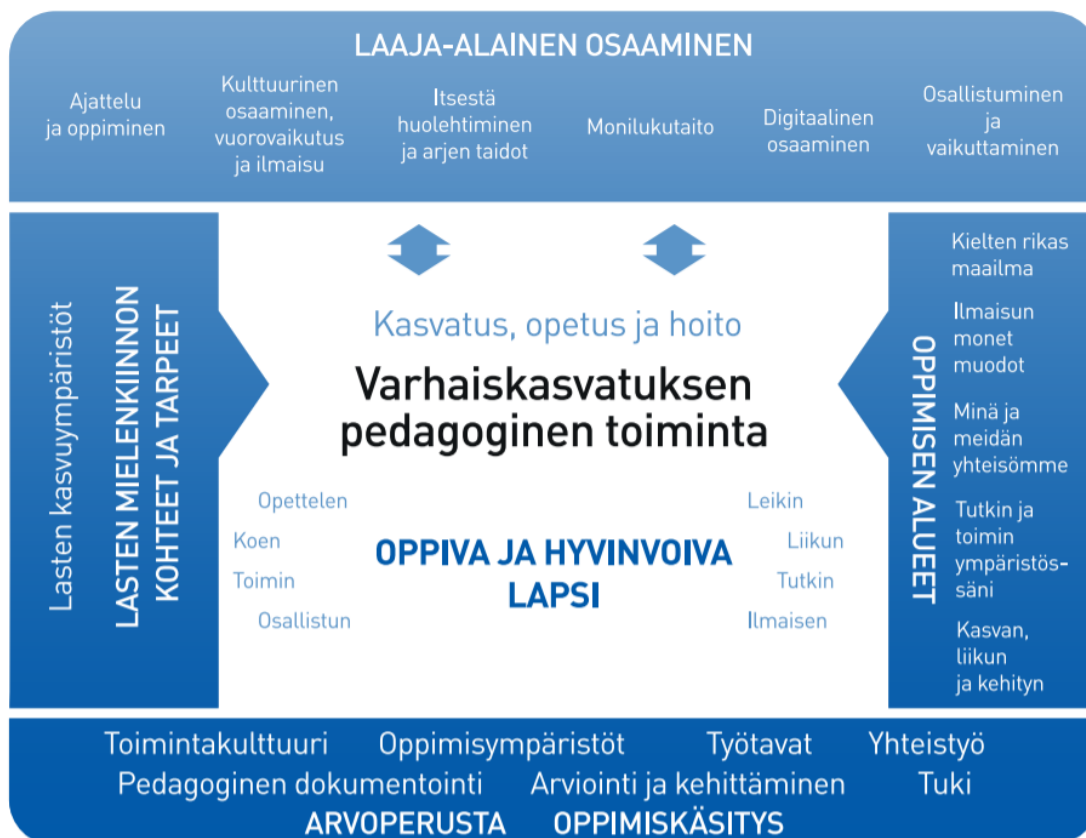 LAAJA-ALAINEN OSAAMINEN
Ajattelu
ja oppiminen
Kulttuurinen
osaaminen,
vuorovaikutus
ja ilmaisu
Itsestä
huolehtiminen
ja arjen taidot
Monilukutaito
Digitaalinen
osaaminen
Osallistuminen
ja
vaikuttaminen
Lasten kasvuympäristöt
LASTEN MIELENKIINNON
KOHTEET JA TARPEET
Kasvatus, opetus ja hoito
Varhaiskasvatuksen
pedagoginen toiminta
Opettelen
Koen
Toimin
Osallistun
OPPIVA JA HYVINVOIVA
LAPSI
Leikin
Liikun
Tutkin
Ilmaisen
OPPIMISEN ALUEET
Kielten rikas
maailma
Ilmaisun
monet
muodot
Minä ja
meidän
yhteisömme
Tutkin ja
toimin
ympäristös-
säni
Kasvan,
liikun
ja kehityn
Toimintakulttuuri Oppimisympäristöt Työtavat Yhteistyö
Pedagoginen dokumentointi Arviointi ja kehittäminen Tuki
ARVOPERUSTA OPPIMISKÄSITYS